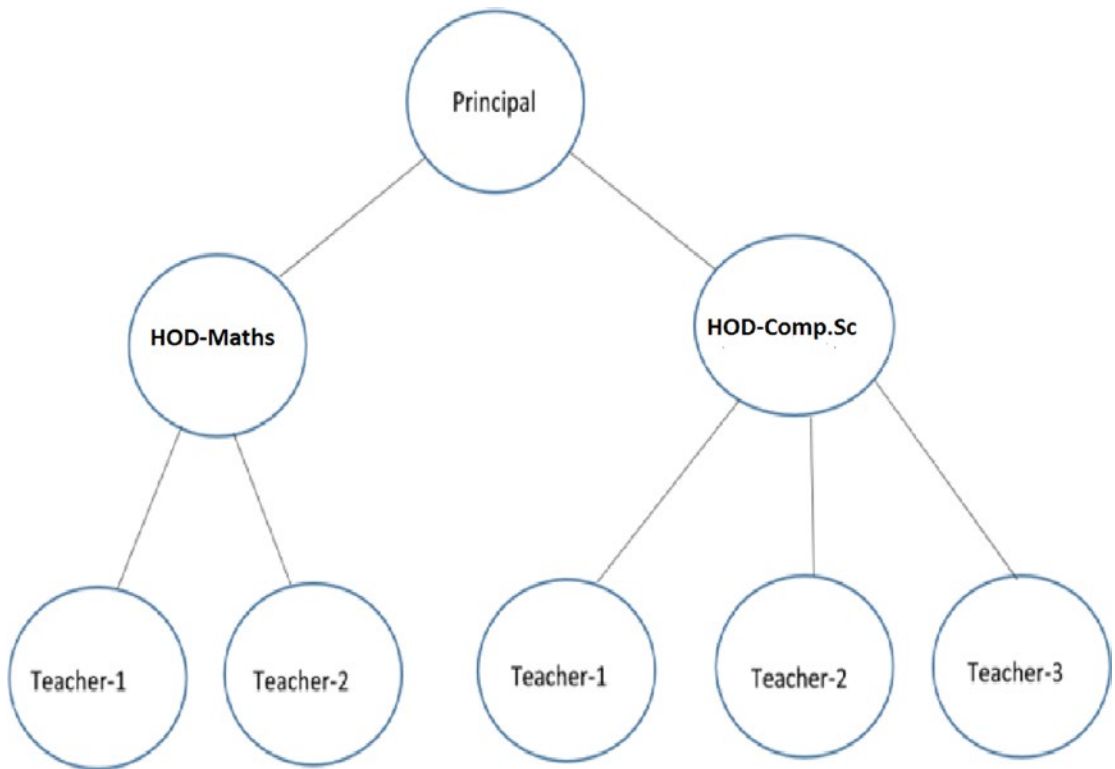 Principal
HOD-Maths
HOD-Comp.Sc
Teacher-1
Teacher-2
Teacher-1
Teacher-2
Teacher-3